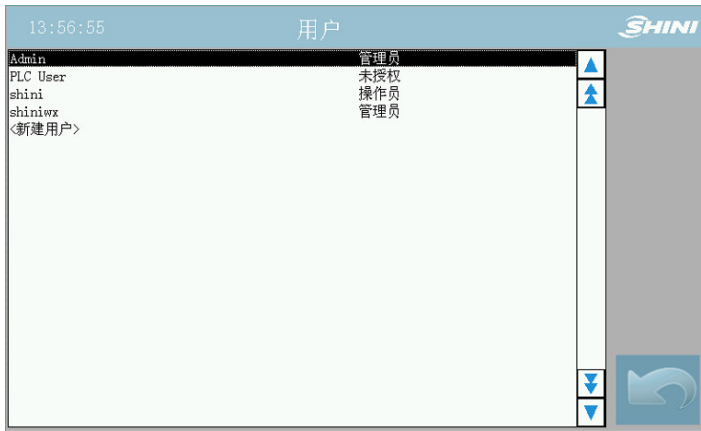 13:56:55 用户 SHINI
Admin 管理员
PLC User 未授权
shini 操作员
shiniwx 管理员
<新建用户>